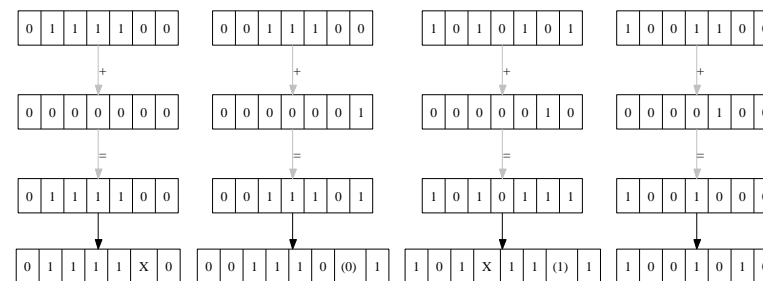 0 1 1 1 1 0 0 0 0 1 1 1 0 0 1 0 1 0 1 0 1 1 0 0 1 1 0 0
+ + + +
0 0 0 0 0 0 0 0 0 0 0 0 0 1 0 0 0 0 0 1 0 0 0 0 0 1 0 0
= = = =
0 1 1 1 1 0 0 0 0 1 1 1 0 1 1 0 1 0 1 1 1 1 0 0 1 0 0 0
0 1 1 1 1 X 0 0 0 1 1 1 0 (0) 1 1 0 1 X 1 1 (1) 1 1 0 0 1 0 1 0